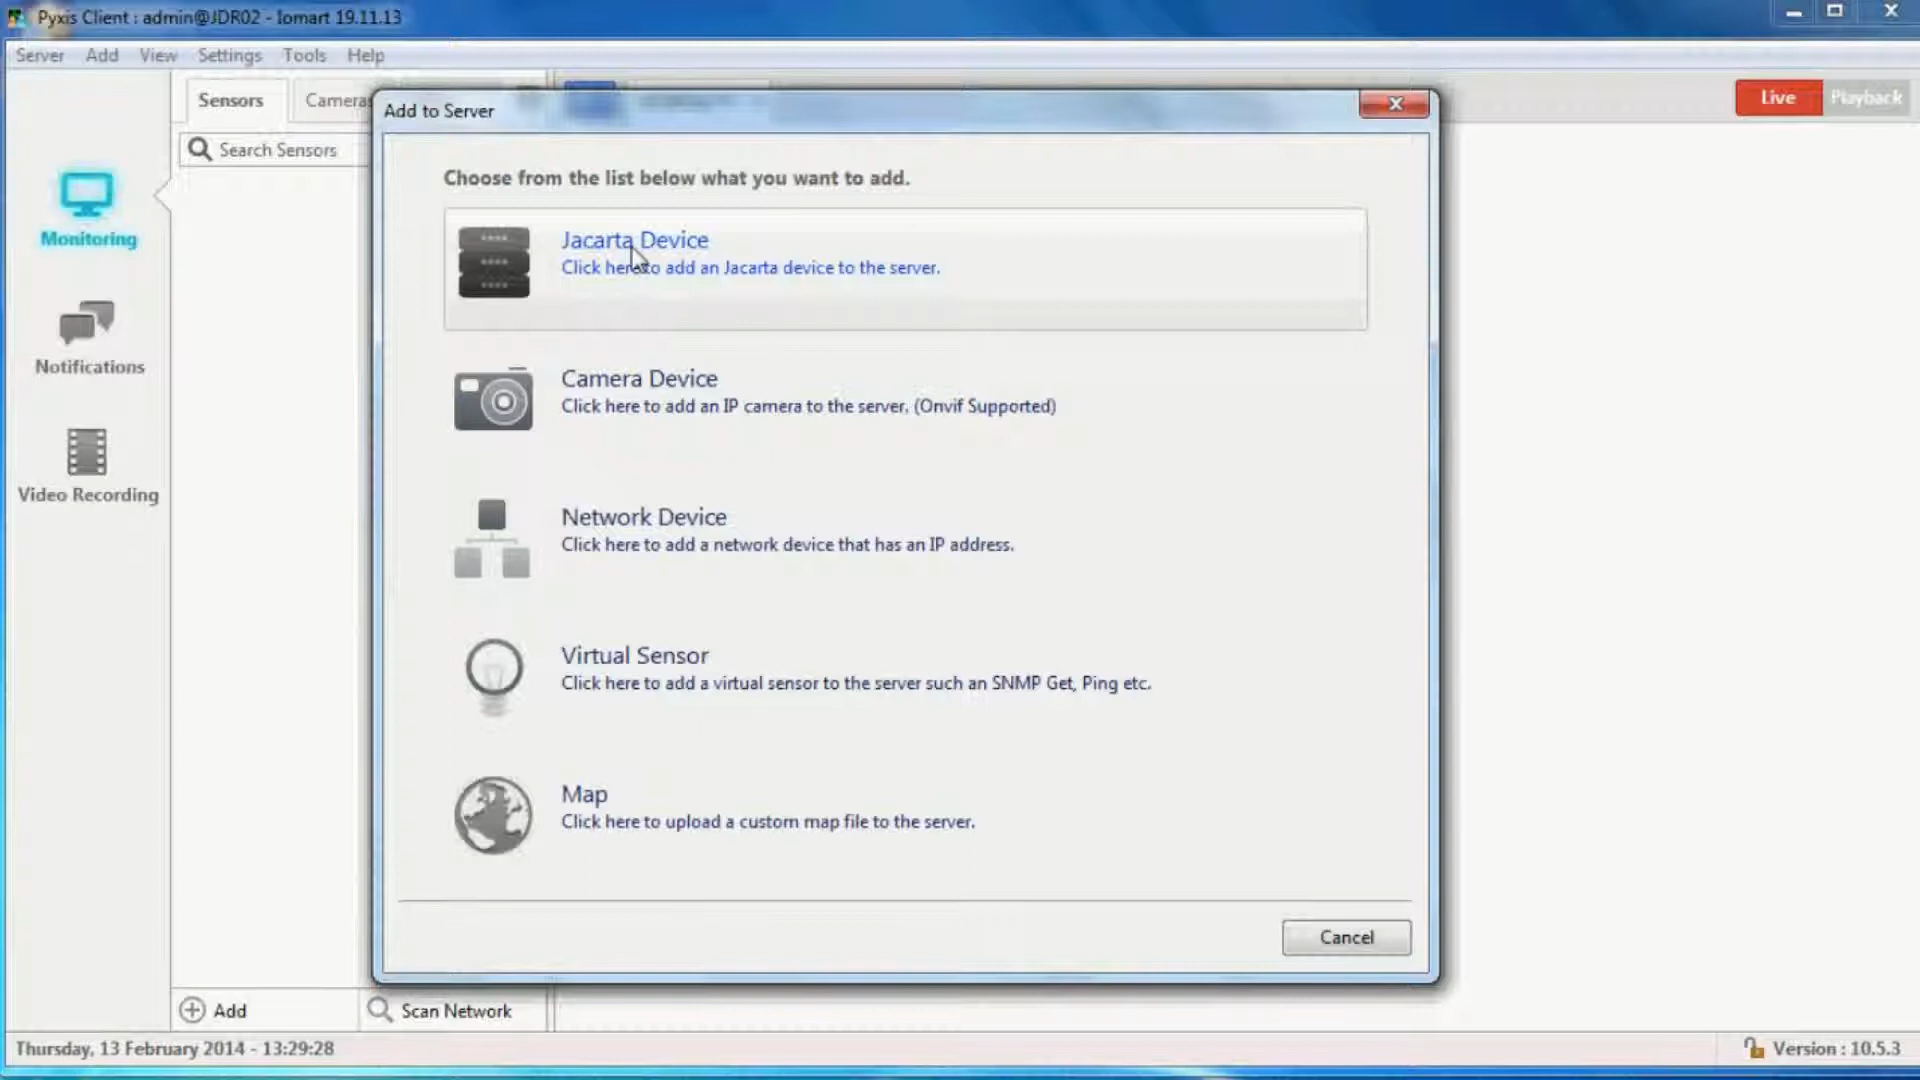 Pyxis Client : admin@JDR02 - Iomart 19.11.13
Server Add View Settings Tools Help
Sensors Cameras
Live Playback
Add to Server
Search Sensors
Choose from the list below what you want to add.
Jacarta Device
Click here to add an Jacarta device to the server.
Monitoring
Camera Device
Click here to add an IP camera to the server. (Onvif Supported)
Notifications
Video Recording
Network Device
Click here to add a network device that has an IP address.
Virtual Sensor
Click here to add a virtual sensor to the server such an SNMP Get, Ping etc.
Map
Click here to upload a custom map file to the server.
Cancel
Add Scan Network
Thursday, 13 February 2014 - 13:29:28
Version : 10.5.3